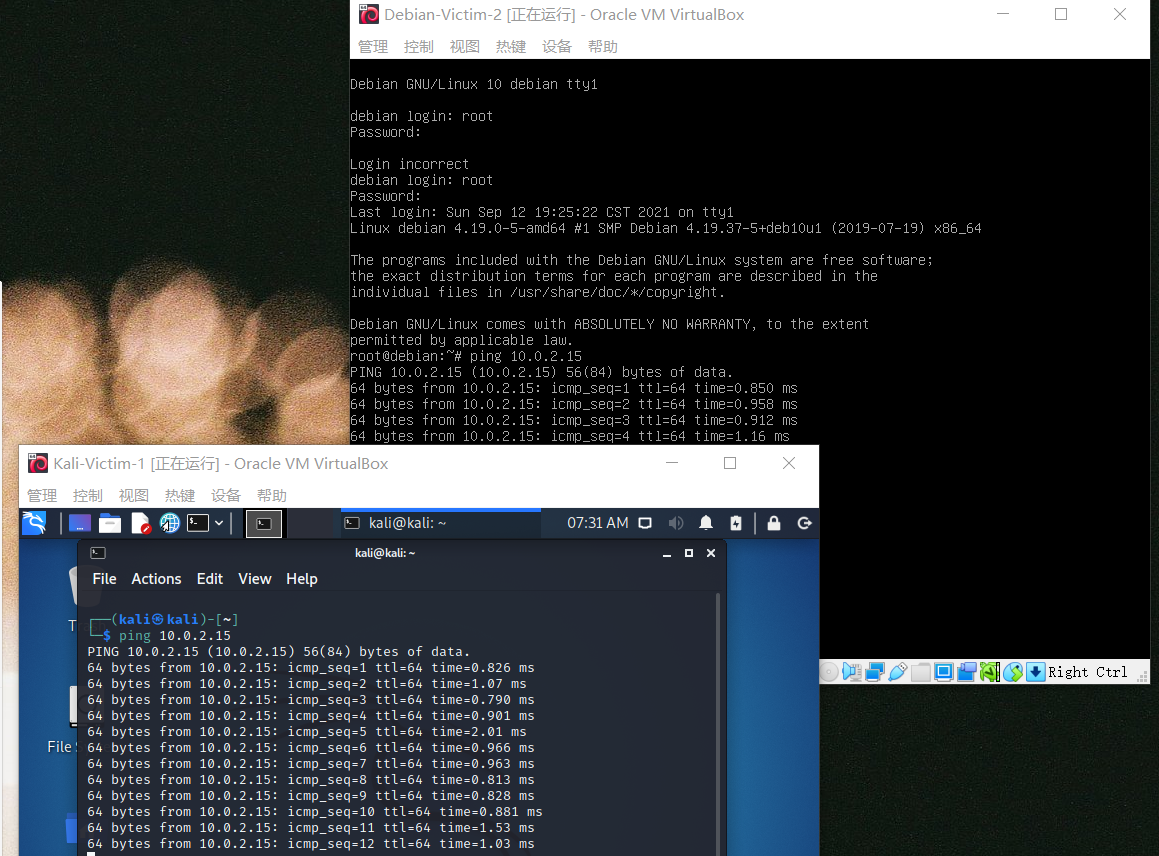 Debian-Victim-2 [正在运行] - Oracle VM VirtualBox
管理 控制 视图 热键 设备 帮助
Debian GNU/Linux 10 debian tty1
debian login: root
Password:
Login incorrect
debian login: root
Password:
Last login: Sun Sep 12 19:25:22 CST 2021 on tty1
Linux debian 4.19.0-5-amd64 #1 SMP Debian 4.19.37-5+deb10u1 (2019-07-19) x86_64
The programs included with the Debian GNU/Linux system are free software;
the exact distribution terms for each program are described in the
individual files in /usr/share/doc/*/copyright.
Debian GNU/Linux comes with ABSOLUTELY NO WARRANTY, to the extent
permitted by applicable law.
root@debian:~# ping 10.0.2.15
PING 10.0.2.15 (10.0.2.15) 56(84) bytes of data.
64 bytes from 10.0.2.15: icmp_seq=1 ttl=64 time=0.850 ms
64 bytes from 10.0.2.15: icmp_seq=2 ttl=64 time=0.958 ms
64 bytes from 10.0.2.15: icmp_seq=3 ttl=64 time=0.912 ms
64 bytes from 10.0.2.15: icmp_seq=4 ttl=64 time=1.16 ms
Right Ctrl
Kali-Victim-1 [正在运行] - Oracle VM VirtualBox
管理 控制 视图 热键 设备 帮助
kali@kali: ~ 07:31 AM
kali@kali: ~
File Actions Edit View Help
(kali㉿kali)-[~]
$ ping 10.0.2.15
PING 10.0.2.15 (10.0.2.15) 56(84) bytes of data.
64 bytes from 10.0.2.15: icmp_seq=1 ttl=64 time=0.826 ms
64 bytes from 10.0.2.15: icmp_seq=2 ttl=64 time=1.07 ms
64 bytes from 10.0.2.15: icmp_seq=3 ttl=64 time=0.790 ms
64 bytes from 10.0.2.15: icmp_seq=4 ttl=64 time=0.901 ms
64 bytes from 10.0.2.15: icmp_seq=5 ttl=64 time=2.01 ms
64 bytes from 10.0.2.15: icmp_seq=6 ttl=64 time=0.966 ms
64 bytes from 10.0.2.15: icmp_seq=7 ttl=64 time=0.963 ms
64 bytes from 10.0.2.15: icmp_seq=8 ttl=64 time=0.813 ms
64 bytes from 10.0.2.15: icmp_seq=9 ttl=64 time=0.828 ms
64 bytes from 10.0.2.15: icmp_seq=10 ttl=64 time=0.881 ms
64 bytes from 10.0.2.15: icmp_seq=11 ttl=64 time=1.53 ms
64 bytes from 10.0.2.15: icmp_seq=12 ttl=64 time=1.03 ms
File